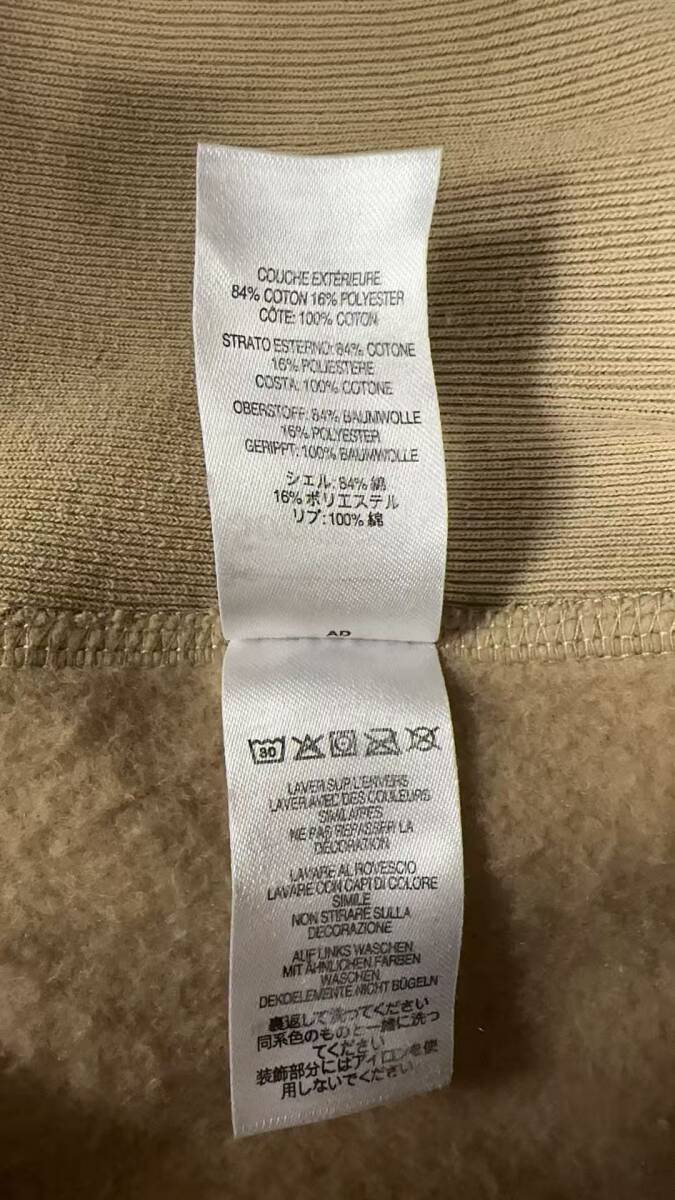 COUCHE EXTÉRIEURE
84% COTON 16% POLYESTER
CÔTE: 100% COTON
STRATO ESTERNO: 84% COTONE
16% POLIESTERE
COSTA: 100% COTONE
OBERSTOFF: 84% BAUMWOLLE
16% POLYESTER
GERIPPT: 100% BAUMWOLLE
シェル: 84% 綿
16% ポリエステル
リブ: 100% 綿
AD
30
LAVER SUR L'ENVERS
LAVER AVEC DES COULEURS
SIMILAIRES
NE PAS REPASSER LA
DÉCORATION
LAVARE AL ROVESCIO
LAVARE CON CAPI DI COLORE
SIMILE
NON STIRARE SULLA
DECORAZIONE
AUF LINKS WASCHEN
MIT ÄHNLICHEN FARBEN
WASCHEN
DEKOELEMENTE NICHT BÜGELN
裏返して洗ってください
同系色のものと一緒に洗っ
てください
装飾部分にはアイロンを使
用しないでください